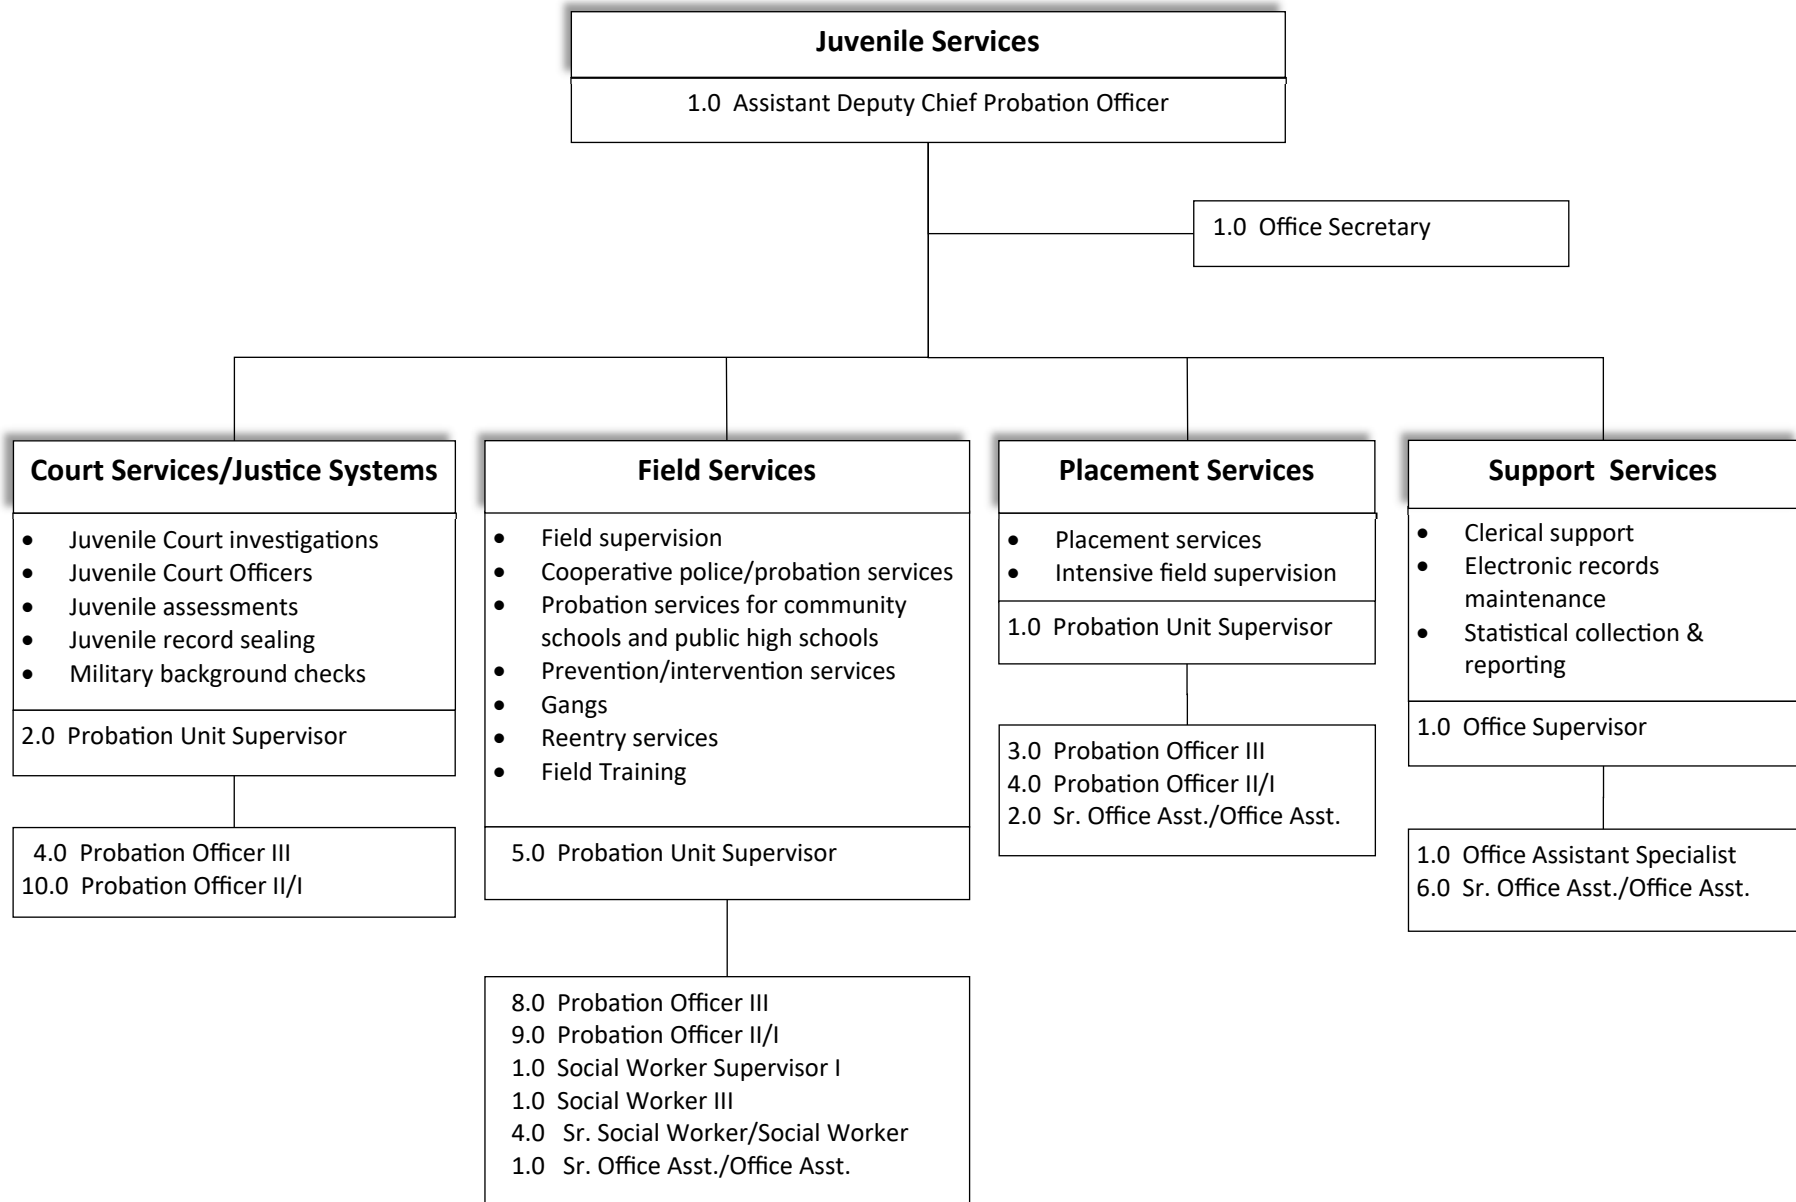 Juvenile Services
1.0 Assistant Deputy Chief Probation Officer
1.0 Office Secretary
Court Services/Justice Systems
• Juvenile Court investigations
• Juvenile Court Officers
• Juvenile assessments
• Juvenile record sealing
• Military background checks
2.0 Probation Unit Supervisor
4.0 Probation Officer III
10.0 Probation Officer II/I
Field Services
• Field supervision
• Cooperative police/probation services
• Probation services for community
schools and public high schools
• Prevention/intervention services
• Gangs
• Reentry services
• Field Training
5.0 Probation Unit Supervisor
8.0 Probation Officer III
9.0 Probation Officer II/I
1.0 Social Worker Supervisor I
1.0 Social Worker III
4.0 Sr. Social Worker/Social Worker
1.0 Sr. Office Asst./Office Asst.
Placement Services
• Placement services
• Intensive field supervision
1.0 Probation Unit Supervisor
3.0 Probation Officer III
4.0 Probation Officer II/I
2.0 Sr. Office Asst./Office Asst.
Support Services
• Clerical support
• Electronic records
maintenance
• Statistical collection &
reporting
1.0 Office Supervisor
1.0 Office Assistant Specialist
6.0 Sr. Office Asst./Office Asst.